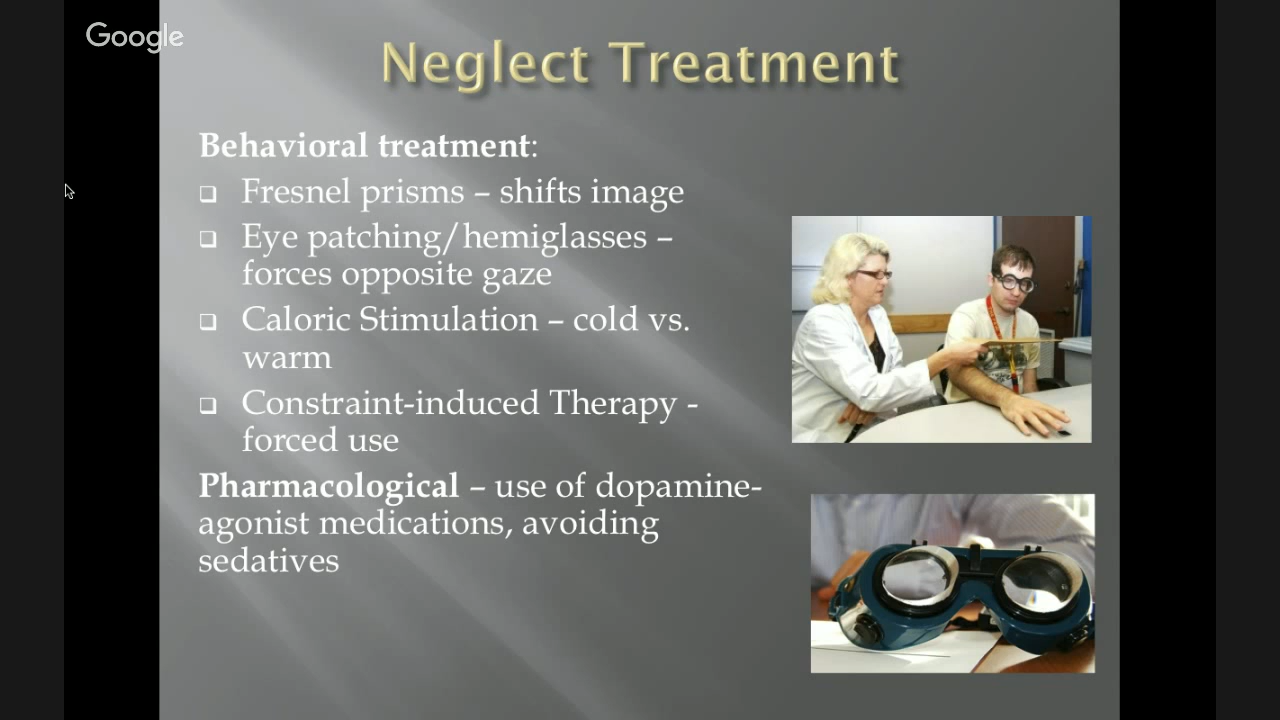 Google
Neglect Treatment
Behavioral treatment:
❑ Fresnel prisms – shifts image
❑ Eye patching/hemiglasses –
forces opposite gaze
❑ Caloric Stimulation – cold vs.
warm
❑ Constraint-induced Therapy -
forced use
Pharmacological – use of dopamine-
agonist medications, avoiding
sedatives